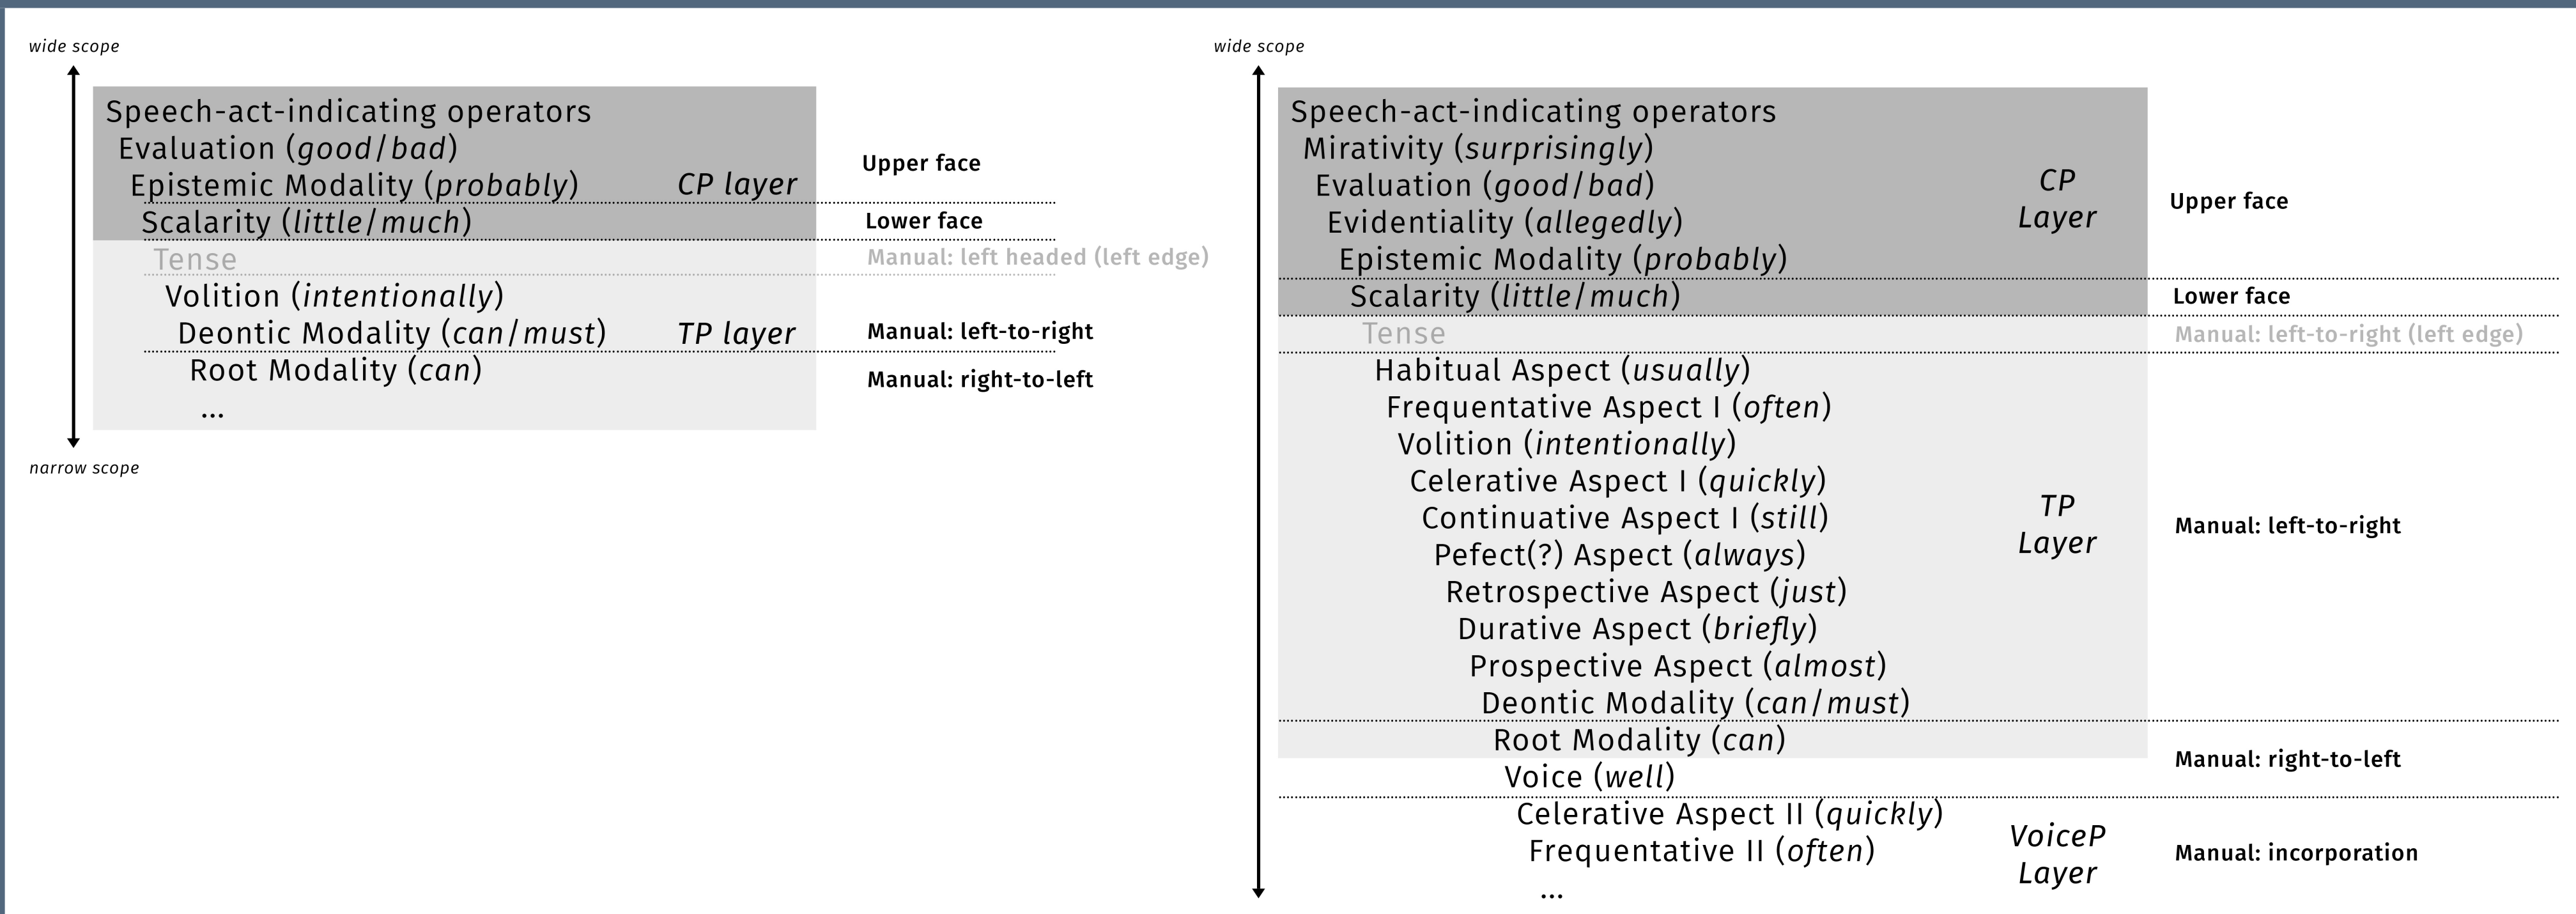 wide scope
Speech-act-indicating operators
Evaluation (good/bad)
Upper face
Epistemic Modality (probably)
CP layer
Scalarity (little/much)
Lower face
Tense
Manual: left headed (left edge)
Volition (intentionally)
Deontic Modality (can/must)
TP layer
Manual: left-to-right
Root Modality (can)
Manual: right-to-left
...
narrow scope
wide scope
Speech-act-indicating operators
Mirativity (surprisingly)
Evaluation (good/bad)
CP
Layer
Upper face
Evidentiality (allegedly)
Epistemic Modality (probably)
Scalarity (little/much)
Lower face
Tense
Manual: left-to-right (left edge)
Habitual Aspect (usually)
Frequentative Aspect I (often)
Volition (intentionally)
Celerative Aspect I (quickly)
Continuative Aspect I (still)
TP
Layer
Manual: left-to-right
Pefect(?) Aspect (always)
Retrospective Aspect (just)
Durative Aspect (briefly)
Prospective Aspect (almost)
Deontic Modality (can/must)
Root Modality (can)
Manual: right-to-left
Voice (well)
Celerative Aspect II (quickly)
Frequentative II (often)
VoiceP
Layer
Manual: incorporation
...